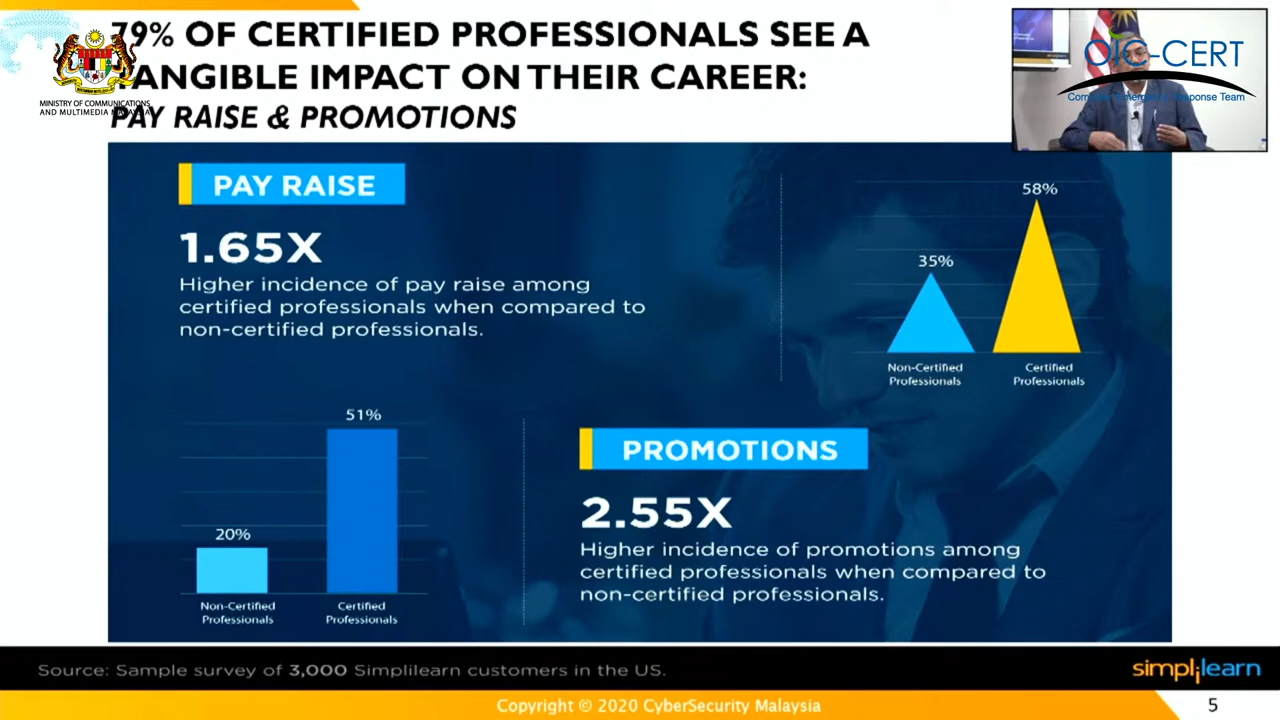 79% OF CERTIFIED PROFESSIONALS SEE A
TANGIBLE IMPACT ON THEIR CAREER:
PAY RAISE & PROMOTIONS
MINISTRY OF COMMUNICATIONS
AND MULTIMEDIA MALAYSIA
OIC-CERT
Computer Emergency Response Team
PAY RAISE
1.65X
Higher incidence of pay raise among
certified professionals when compared to
non-certified professionals.
58%
35%
Non-Certified
Professionals
Certified
Professionals
51%
20%
Non-Certified
Professionals
Certified
Professionals
PROMOTIONS
2.55X
Higher incidence of promotions among
certified professionals when compared to
non-certified professionals.
Source: Sample survey of 3,000 Simplilearn customers in the US.
simplilearn
Copyright © 2020 CyberSecurity Malaysia
5